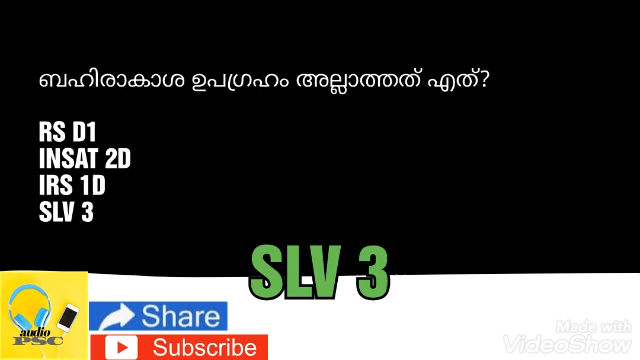 ബഹിരാകാശ ഉപഗ്രഹം അല്ലാത്തത് എത്?
RS D1
INSAT 2D
IRS 1D
SLV 3
SLV 3
audio
PSC
Share
Subscribe
Made with
VideoShow